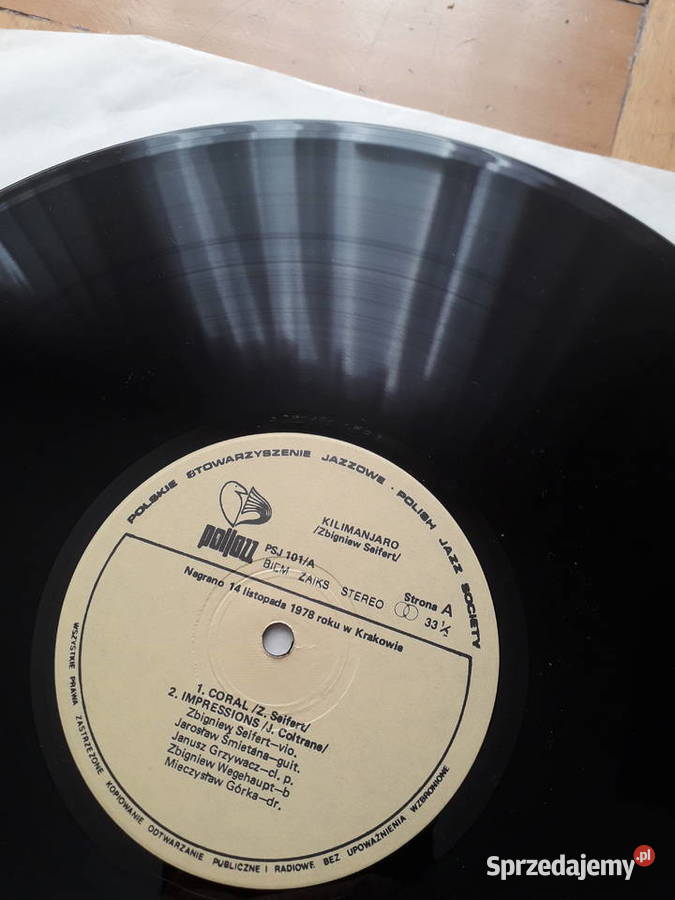 POLSKIE STOWARZYSZENIE JAZZOWE · POLISH JAZZ SOCIETY
poljazz
KILIMANJARO
/Zbigniew Seifert/
PSJ 101/A
BIEM ZAIKS STEREO
Strona A
33 ⅓
Nagrano 14 listopada 1978 roku w Krakowie
1. CORAL /Z. Seifert/
2. IMPRESSIONS /J. Coltrane/
Zbigniew Seifert—vio.
Jarosław Śmietana—guit.
Janusz Grzywacz—cl. p.
Zbigniew Wegehaupt—b
Mieczysław Górka—dr.
WSZYSTKIE PRAWA ZASTRZEŻONE KOPIOWANIE ODTWARZANIE PUBLICZNE I RADIOWE BEZ UPOWAŻNIENIA WZBRONIONE
Sprzedajemy.pl